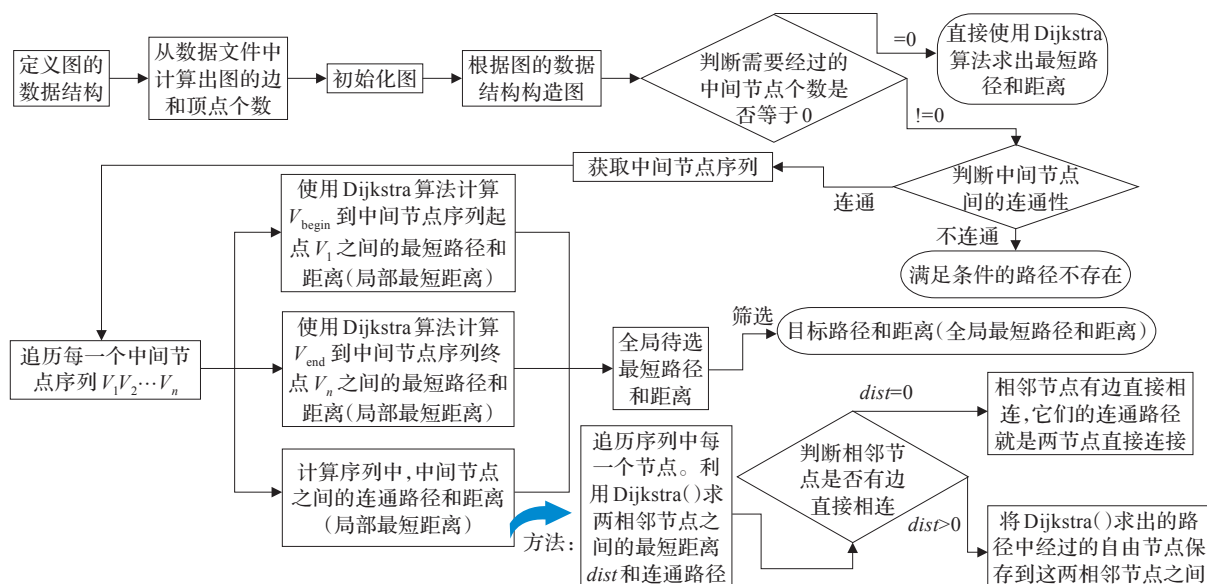 定义图的
数据结构
从数据文件中
计算出图的边
和顶点个数
初始化图
根据图的数据
结构构造图
判断需要经过的
中间节点个数是
否等于0
=0
直接使用Dijkstra
算法求出最短路
径和距离
!=0
判断中间节点
间的连通性
连通
获取中间节点序列
不连通
满足条件的路径不存在
追历每一个中间节
点序列V1V2…Vn
使用Dijkstra算法计算
Vbegin到中间节点序列起
点V1之间的最短路径和
距离(局部最短距离)
使用Dijkstra算法计算
Vend到中间节点序列终
点Vn之间的最短路径和
距离(局部最短距离)
计算序列中,中间节点
之间的连通路径和距离
(局部最短距离)
全局待选
最短路径
和距离
筛选
目标路径和距离(全局最短路径和距离)
方法:
追历序列中每
一个节点。利
用Dijkstra()求
两相邻节点之
间的最短距离
dist和连通路径
判断相邻节
点是否有边
直接相连
dist=0
相邻节点有边直接相
连,它们的连通路径
就是两节点直接连接
dist>0
将Dijkstra()求出的路
径中经过的自由节点保
存到这两相邻节点之间